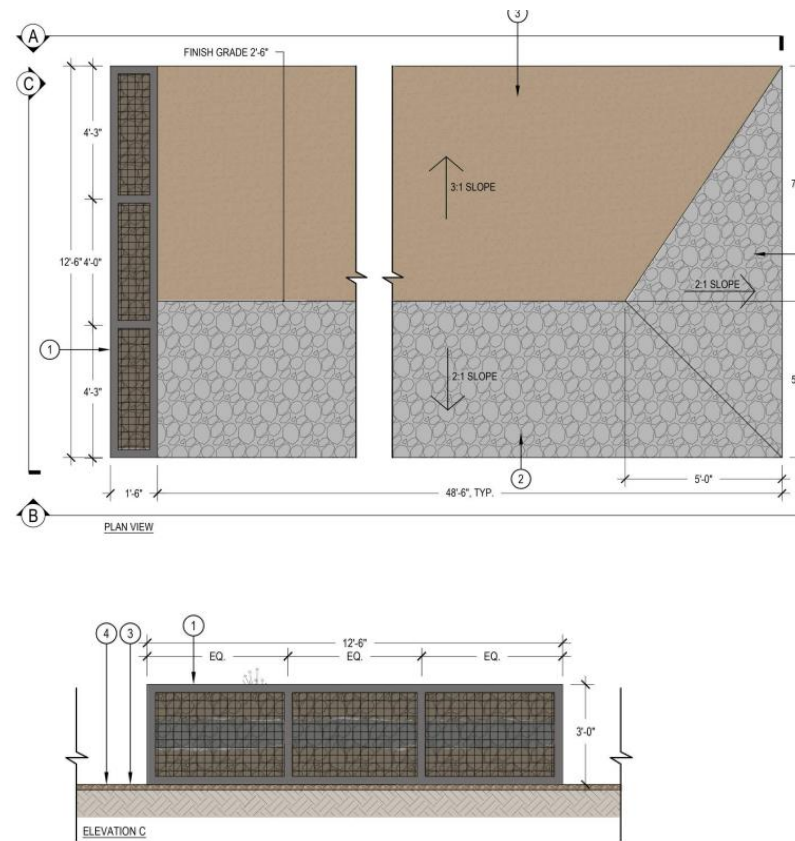 3
A
FINISH GRADE 2'-6"
C
4'-3"
3:1 SLOPE
12'-6"
4'-0"
2:1 SLOPE
1
2:1 SLOPE
4'-3"
2
1'-6"
48'-6", TYP.
5'-0"
B
PLAN VIEW
4
3
1
12'-6"
EQ.
EQ.
EQ.
3'-0"
ELEVATION C